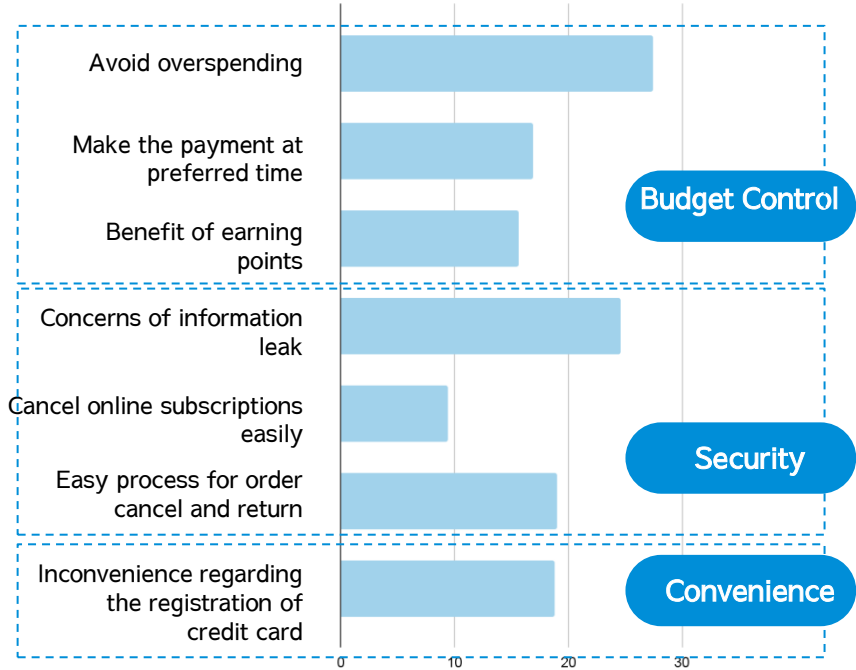 Avoid overspending
Make the payment at
preferred time
Budget Control
Benefit of earning
points
Concerns of information
leak
Cancel online subscriptions
easily
Security
Easy process for order
cancel and return
Inconvenience regarding
the registration of
credit card
Convenience
0
10
20
30